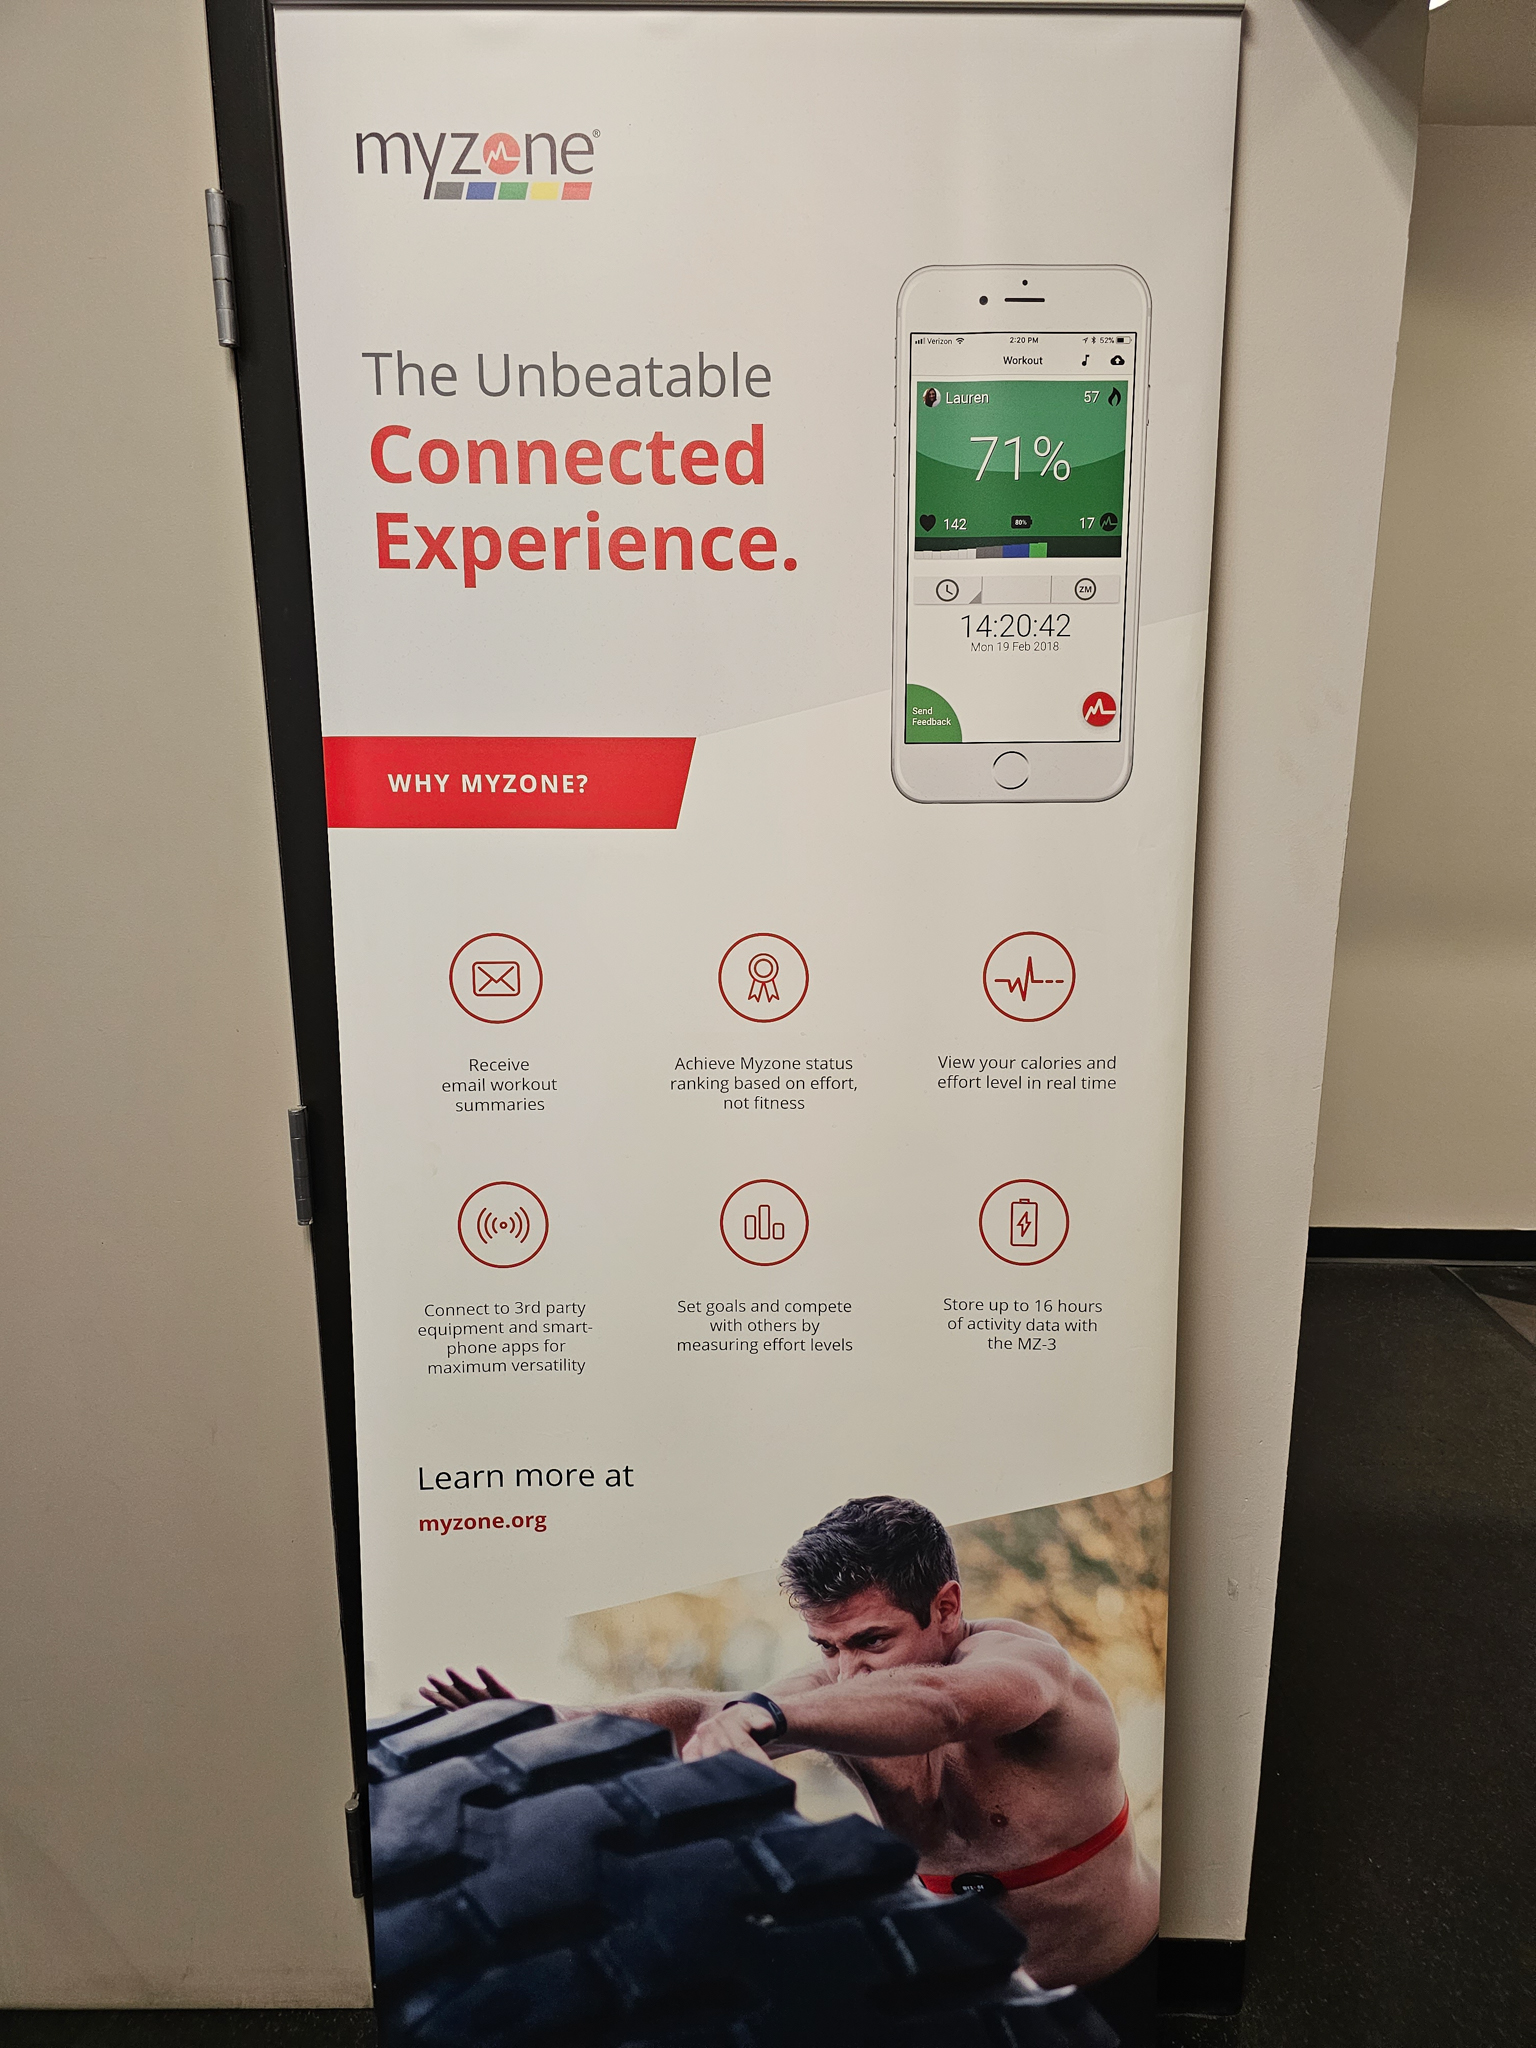 myzone®
The Unbeatable
Connected
Experience.
Verizon 2:20 PM 52%
Workout
Lauren 57
71%
142 80% 17
ZM
14:20:42
Mon 19 Feb 2018
Send
Feedback
WHY MYZONE?
Receive
email workout
summaries
Achieve Myzone status
ranking based on effort,
not fitness
View your calories and
effort level in real time
Connect to 3rd party
equipment and smart-
phone apps for
maximum versatility
Set goals and compete
with others by
measuring effort levels
Store up to 16 hours
of activity data with
the MZ-3
Learn more at
myzone.org